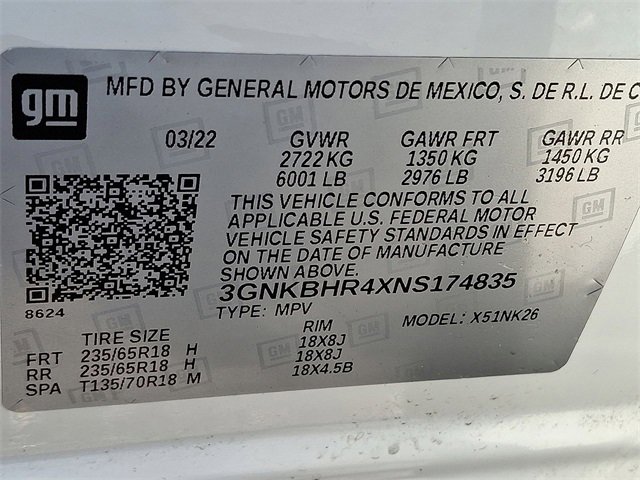 gm
MFD BY GENERAL MOTORS DE MEXICO, S. DE R.L. DE C
03/22 GVWR GAWR FRT GAWR RR
2722 KG 1350 KG 1450 KG
6001 LB 2976 LB 3196 LB
THIS VEHICLE CONFORMS TO ALL
APPLICABLE U.S. FEDERAL MOTOR
VEHICLE SAFETY STANDARDS IN EFFECT
ON THE DATE OF MANUFACTURE
SHOWN ABOVE.
8624
3GNKBHR4XNS174835
TYPE: MPV MODEL: X51NK26
TIRE SIZE RIM
FRT 235/65R18 H 18X8J
RR 235/65R18 H 18X8J
SPA T135/70R18 M 18X4.5B